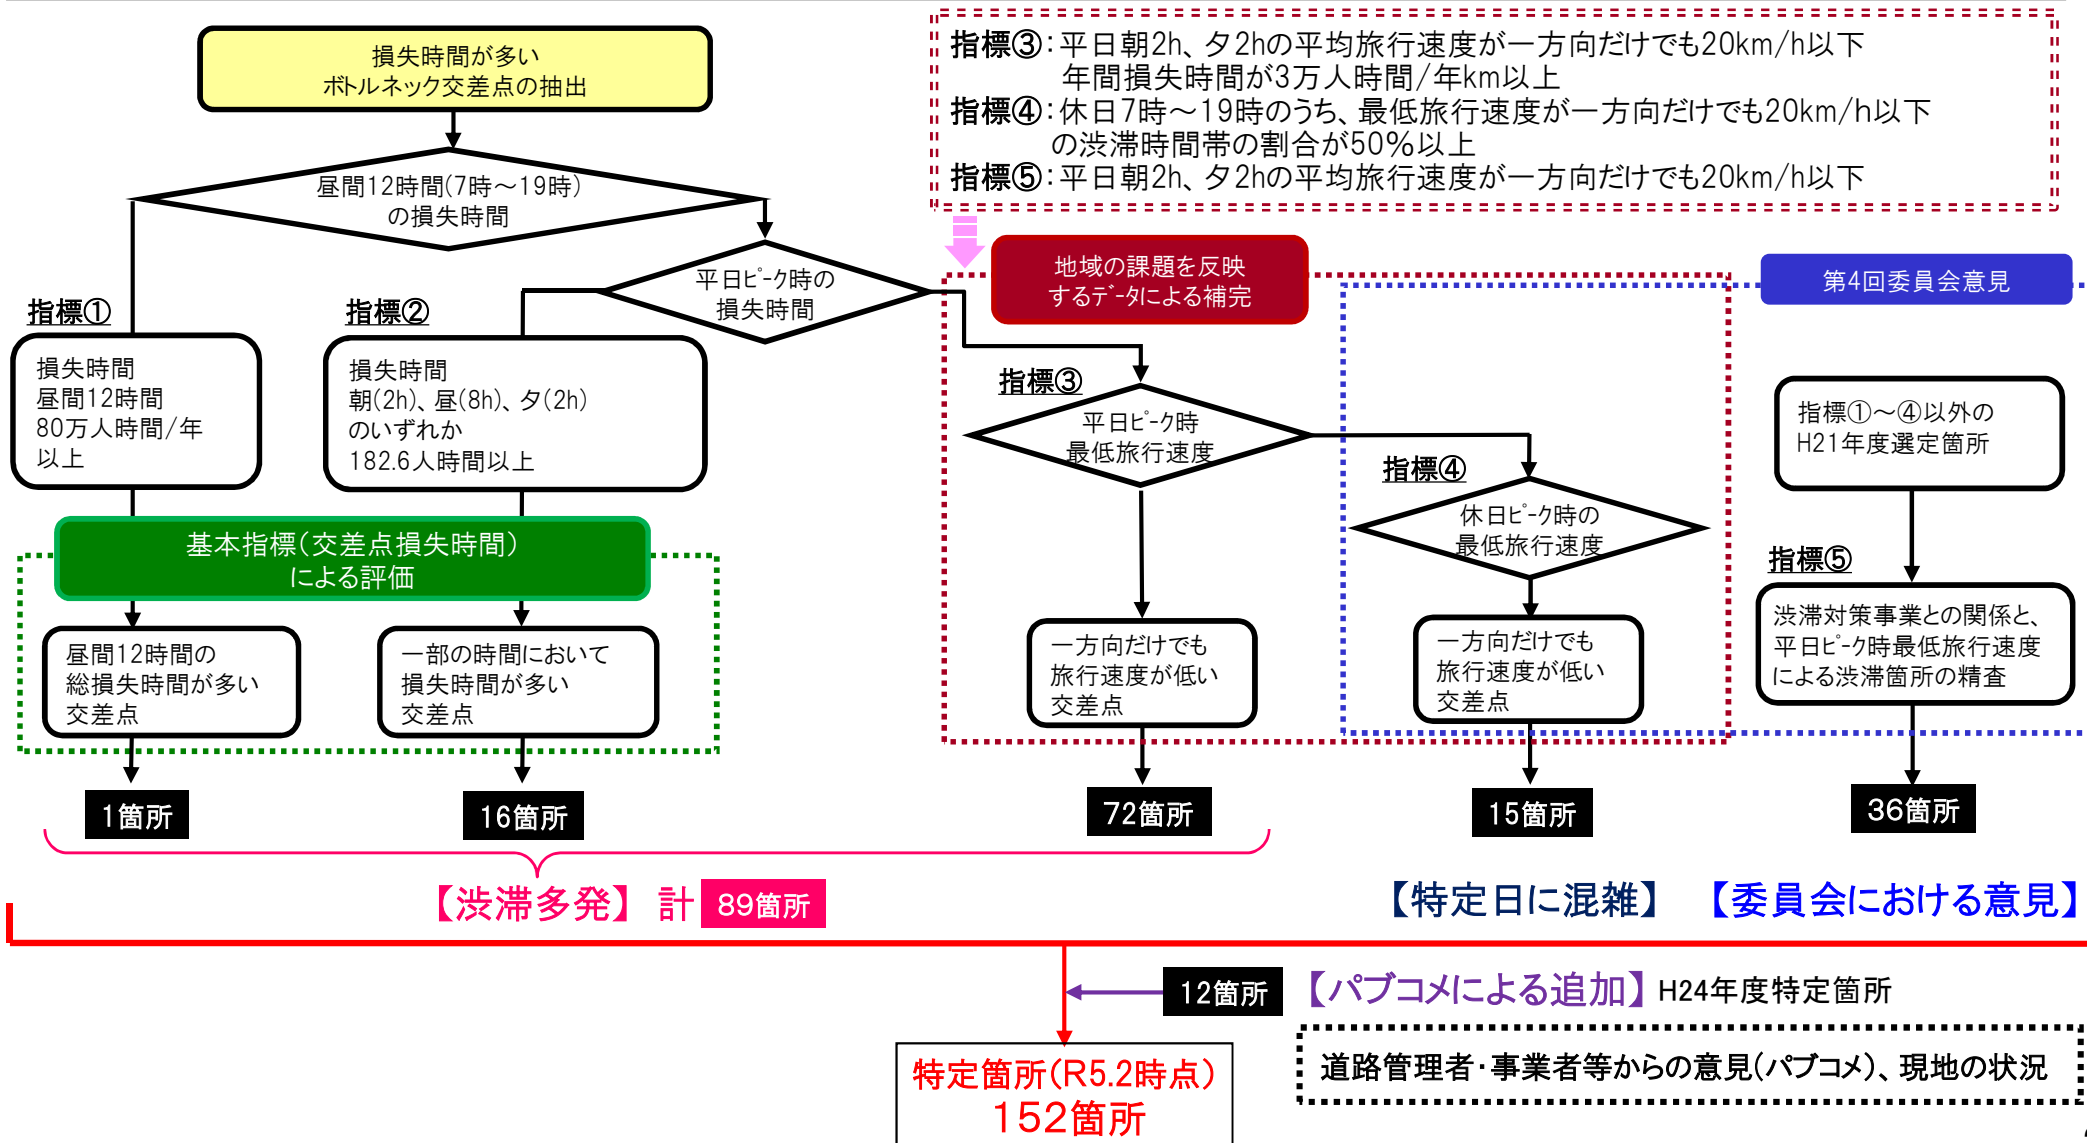 損失時間が多い
ボトルネック交差点の抽出
指標③：平日朝2h、夕2hの平均旅行速度が一方向だけでも20km/h以下
年間損失時間が3万人時間/年km以上
指標④：休日7時～19時のうち、最低旅行速度が一方向だけでも20km/h以下
の渋滞時間帯の割合が50%以上
指標⑤：平日朝2h、夕2hの平均旅行速度が一方向だけでも20km/h以下
昼間12時間(7時～19時)
の損失時間
平日ﾋﾟｰｸ時の
損失時間
地域の課題を反映
するﾃﾞｰﾀによる補完
第4回委員会意見
指標①
損失時間
昼間12時間
80万人時間/年
以上
指標②
損失時間
朝(2h)、昼(8h)、夕(2h)
のいずれか
182.6人時間以上
指標③
平日ﾋﾟｰｸ時
最低旅行速度
指標④
休日ﾋﾟｰｸ時の
最低旅行速度
指標①～④以外の
H21年度選定箇所
基本指標(交差点損失時間)
による評価
指標⑤
昼間12時間の
総損失時間が多い
交差点
一部の時間において
損失時間が多い
交差点
一方向だけでも
旅行速度が低い
交差点
一方向だけでも
旅行速度が低い
交差点
渋滞対策事業との関係と、
平日ﾋﾟｰｸ時最低旅行速度
による渋滞箇所の精査
1箇所
16箇所
72箇所
15箇所
36箇所
【渋滞多発】 計 89箇所
【特定日に混雑】
【委員会における意見】
12箇所 【パブコメによる追加】 H24年度特定箇所
特定箇所(R5.2時点)
152箇所
道路管理者･事業者等からの意見(パブコメ)、現地の状況